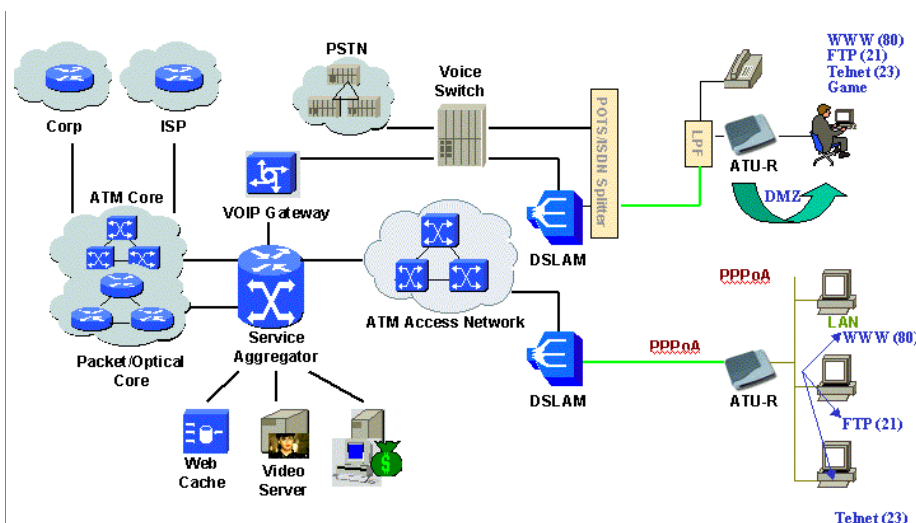 PSTN
Voice
Switch
WWW (80)
FTP (21)
Telnet (23)
Game
Corp
ISP
POTS/ISDN Splitter
LPF
ATU-R
DMZ
ATM Core
VOIP Gateway
DSLAM
PPPoA
ATM Access Network
LAN
WWW (80)
Packet/Optical
Core
Service
Aggregator
PPPoA
DSLAM
ATU-R
FTP (21)
$
Web
Cache
Video
Server
Telnet (23)